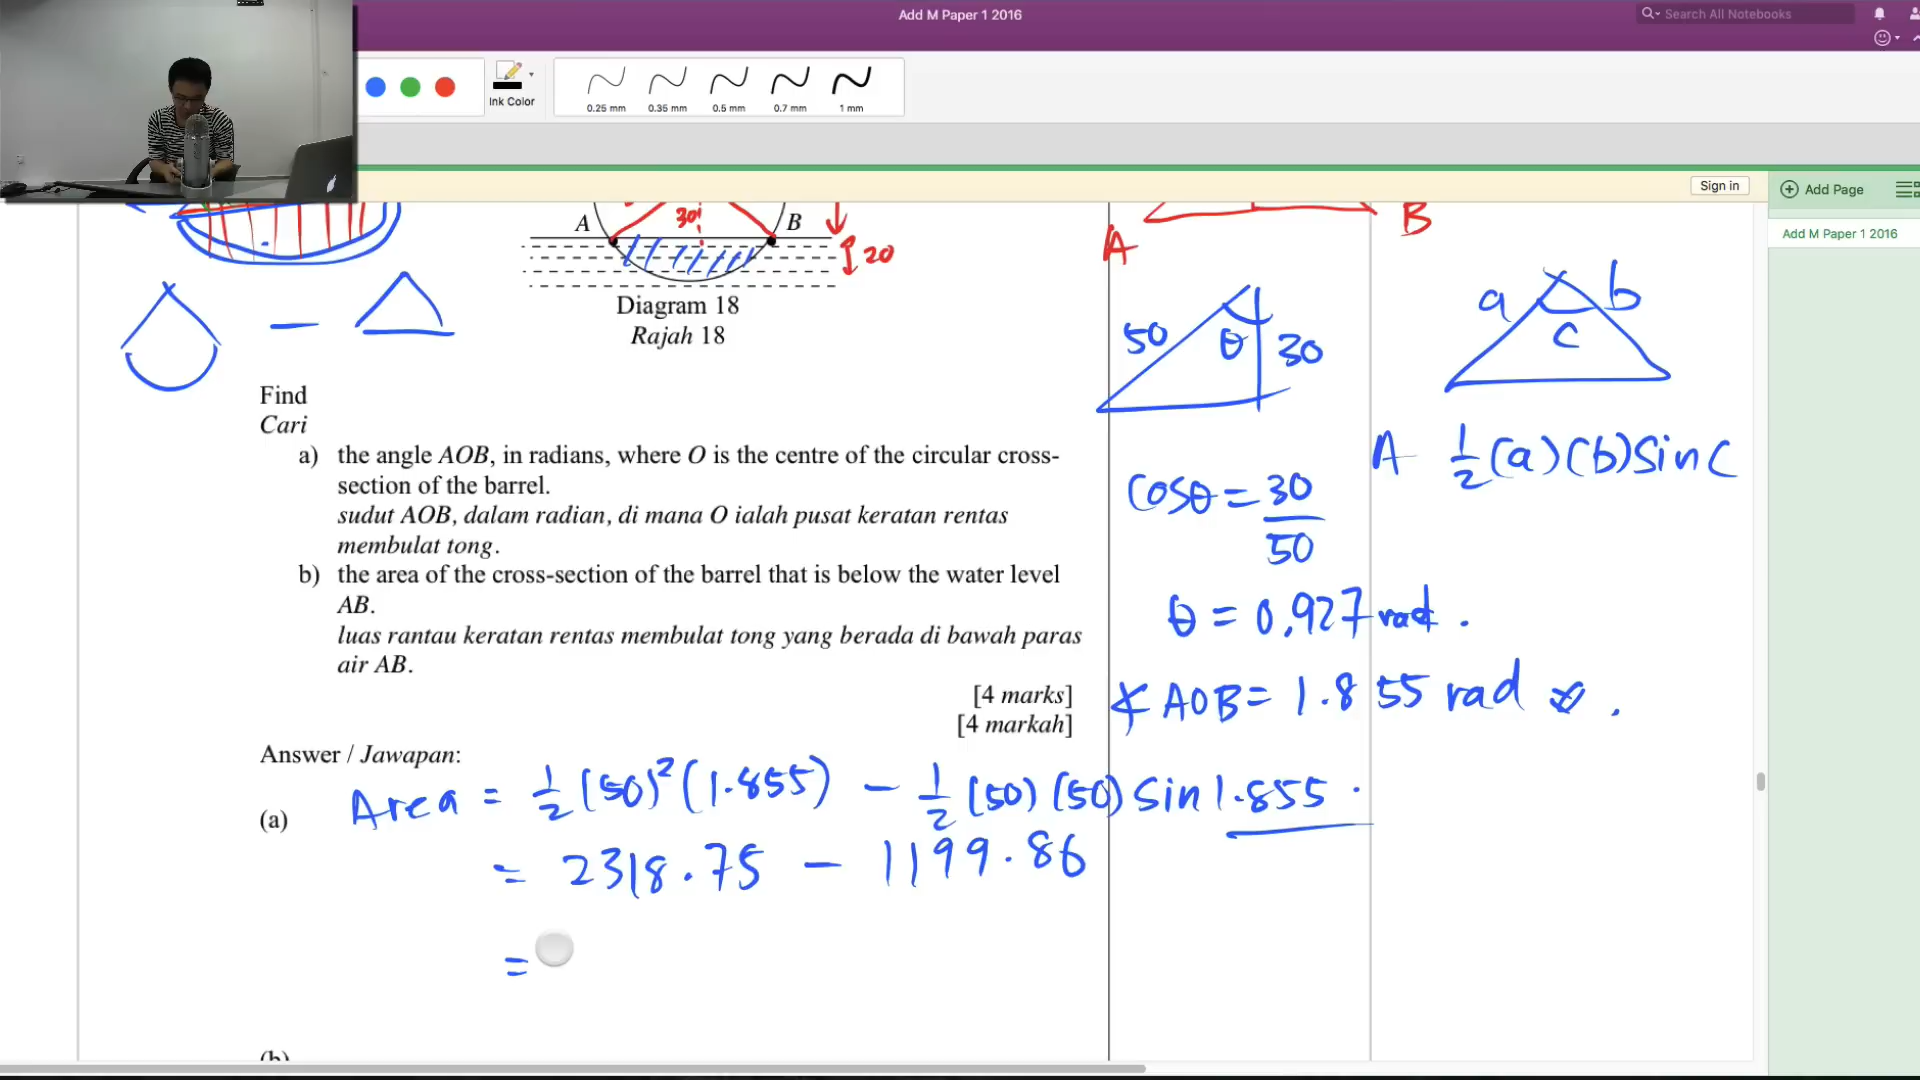 Add M Paper 1 2016
Search All Notebooks
Ink Color
0.25 mm
0.35 mm
0.5 mm
0.7 mm
1 mm
Sign in
Add Page
Add M Paper 1 2016
A
30
B
20
Diagram 18
Rajah 18
A
B
50
θ
30
a
b
c
Find
Cari
a) the angle AOB, in radians, where O is the centre of the circular cross-
section of the barrel.
sudut AOB, dalam radian, di mana O ialah pusat keratan rentas
membulat tong.
b) the area of the cross-section of the barrel that is below the water level
AB.
luas rantau keratan rentas membulat tong yang berada di bawah paras
air AB.
[4 marks]
[4 markah]
A ½(a)(b)sin C
cosθ = 30/50
θ = 0.927 rad.
∡AOB = 1.855 rad
Answer / Jawapan:
(a)
Area = ½(50)²(1.855) − ½(50)(50)sin 1.855
= 2318.75 − 1199.86
=
(b)